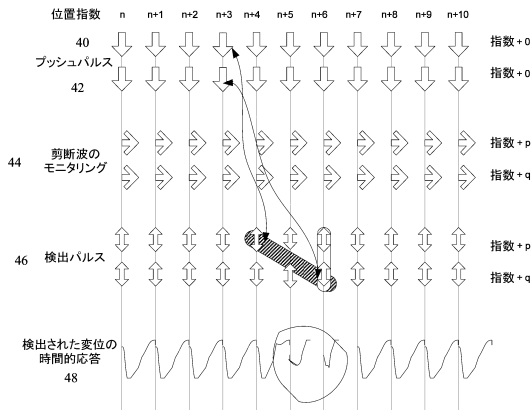 位置指数 n n+1 n+2 n+3 n+4 n+5 n+6 n+7 n+8 n+9 n+10
40 指数+0
プッシュパルス
42 指数+0
44 剪断波の
モニタリング
指数+p
指数+q
46 検出パルス
指数+p
指数+q
検出された変位の
時間的応答
48